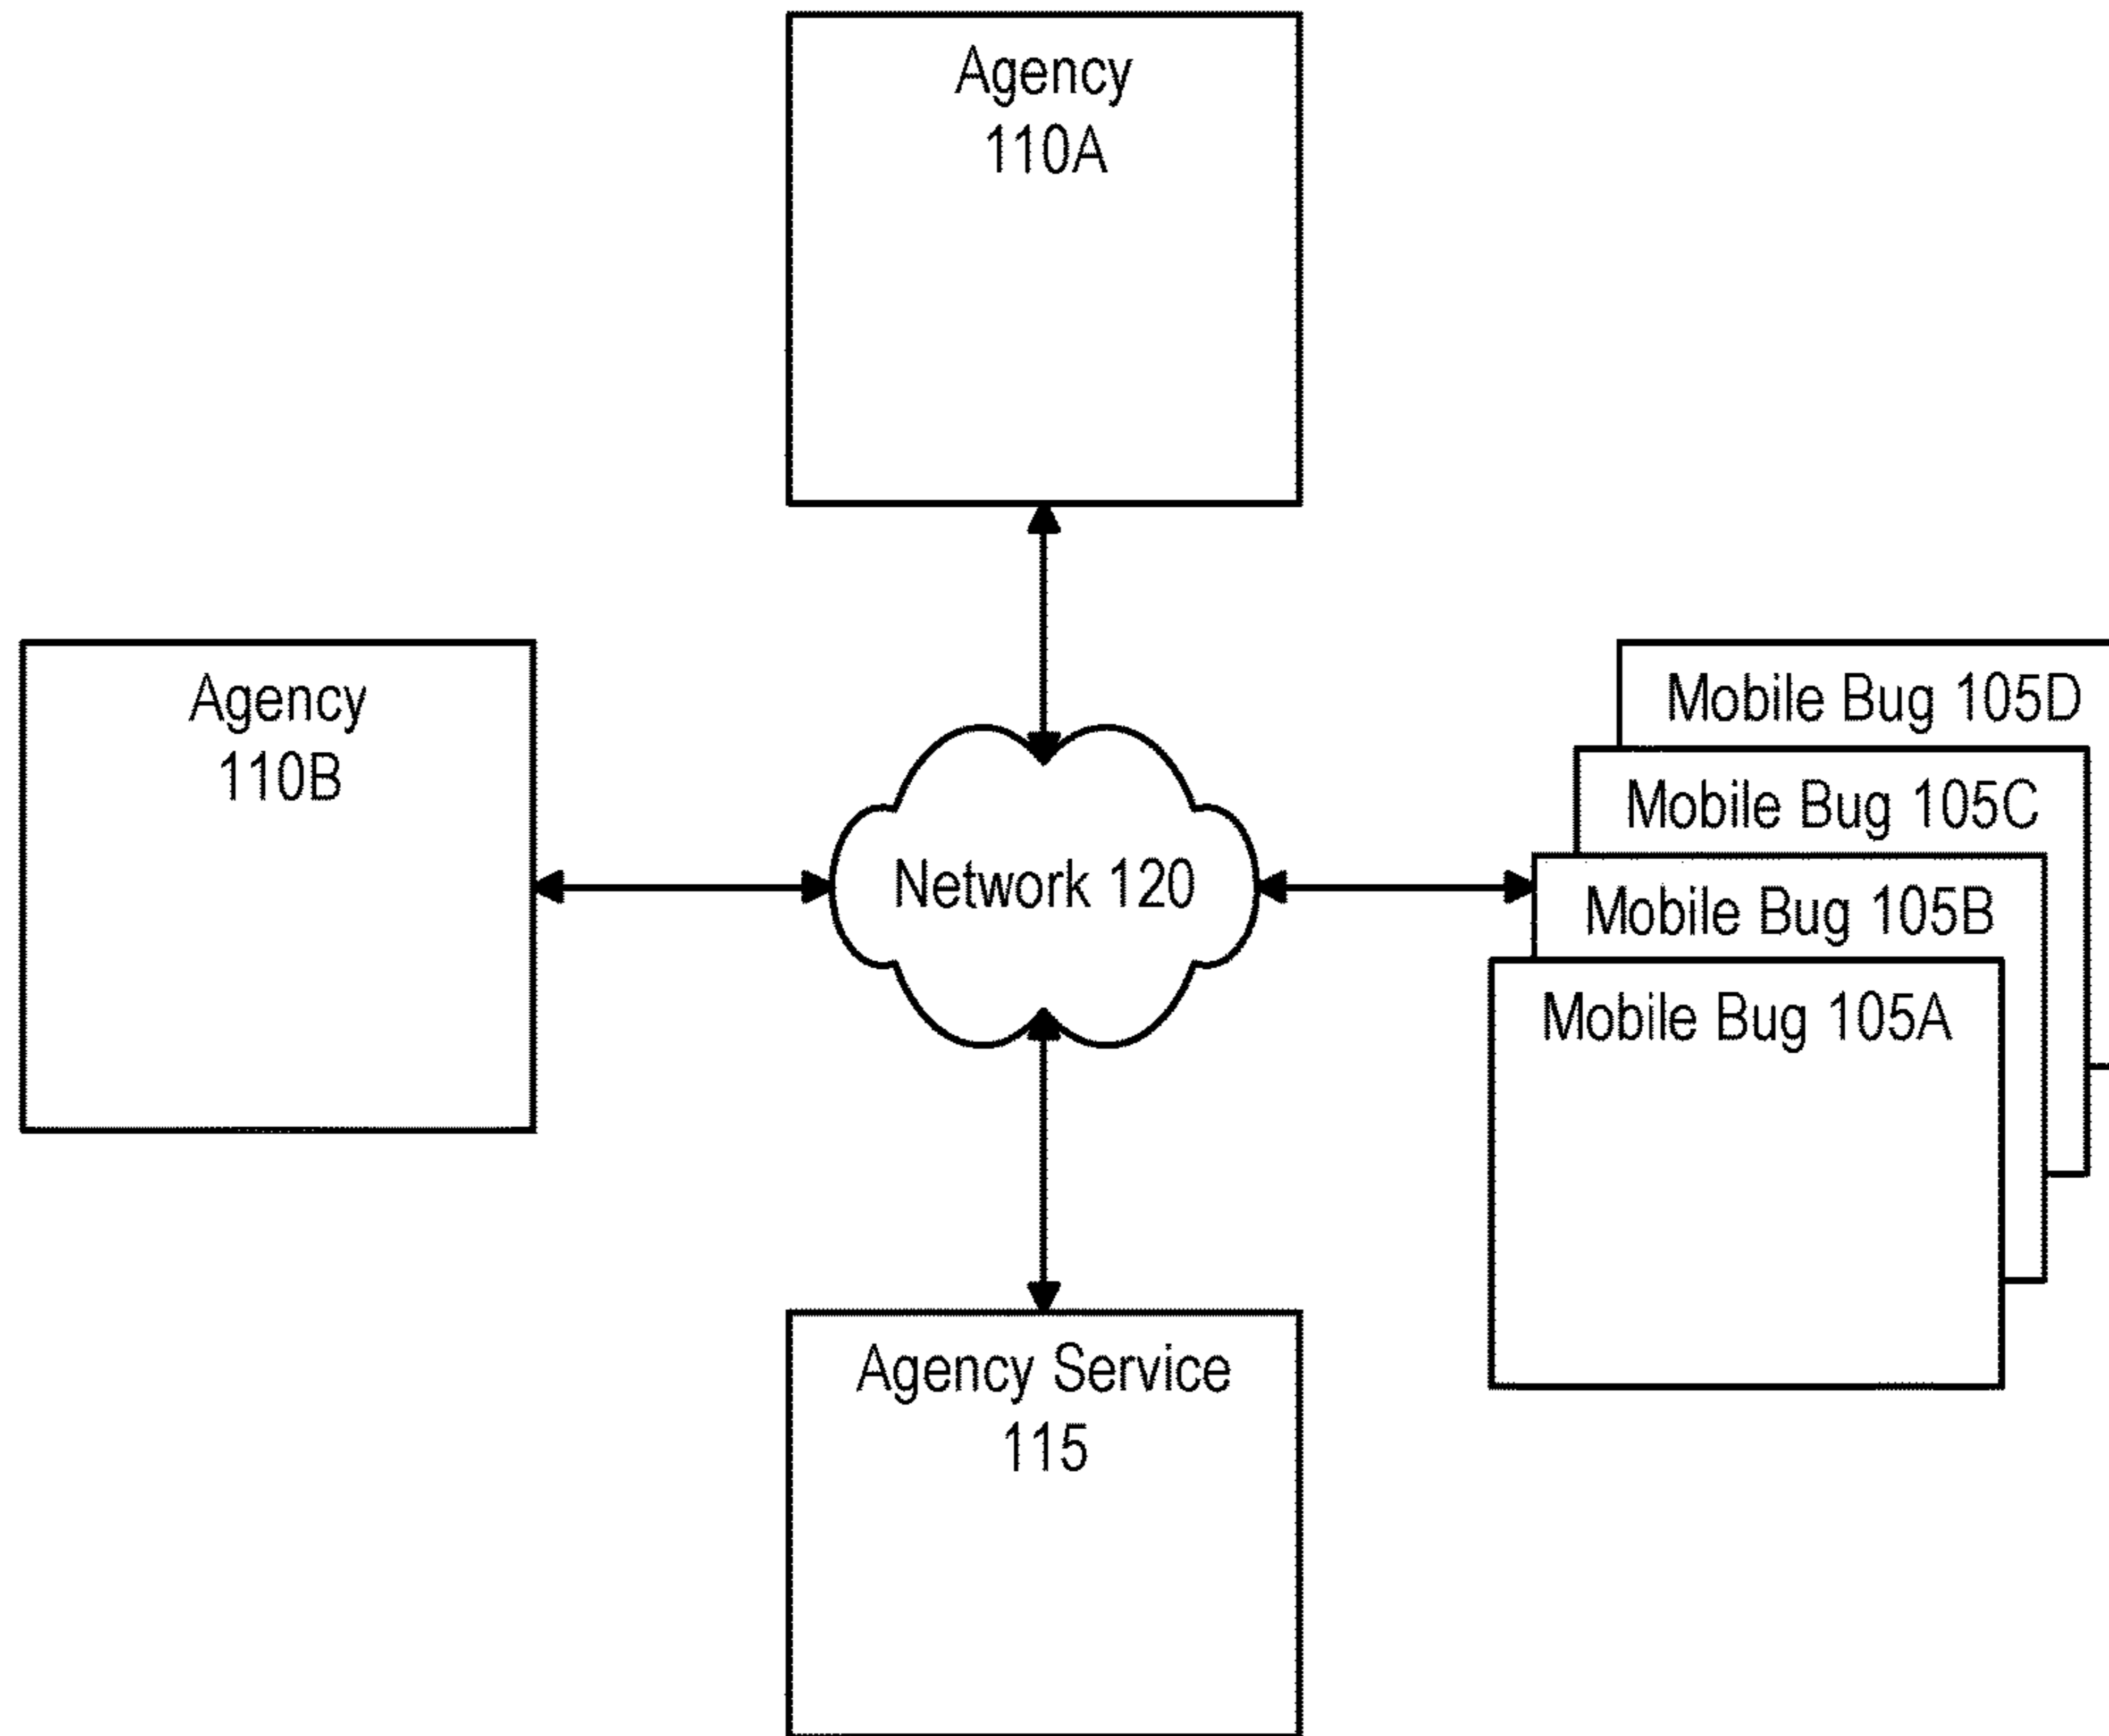 Agency
110A
Agency
110B
Mobile Bug 105D
Mobile Bug 105C
Network 120
Mobile Bug 105B
Mobile Bug 105A
Agency Service
115